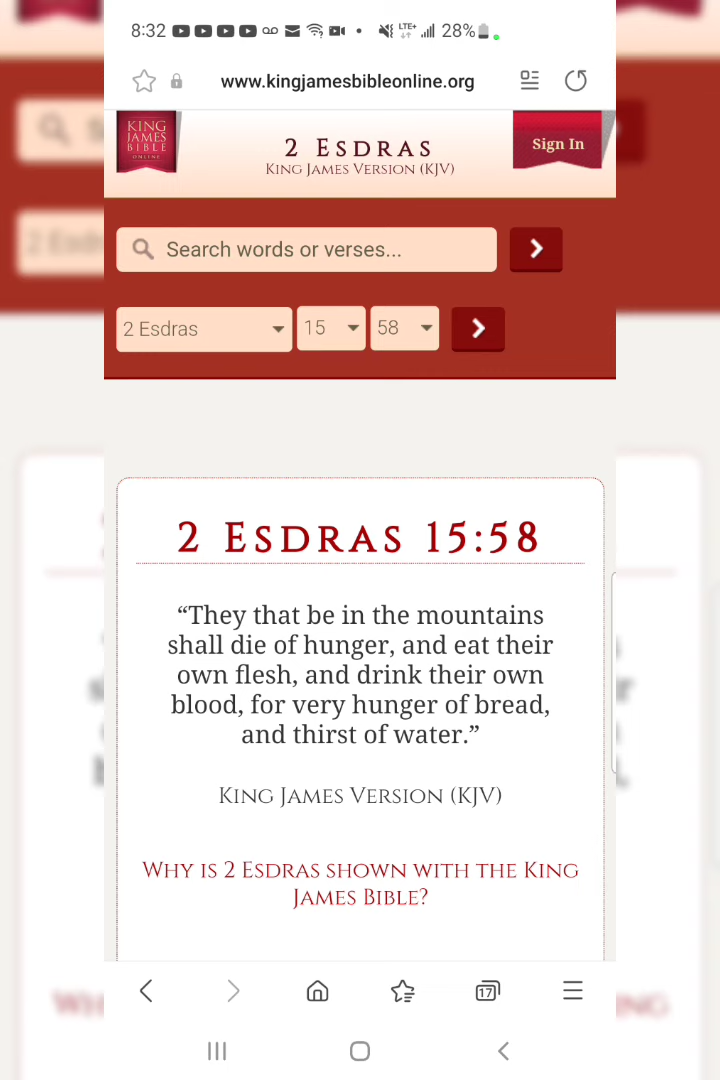 8:32 LTE+ 28%
www.kingjamesbibleonline.org
KING
JAMES
BIBLE
ONLINE
2 ESDRAS
KING JAMES VERSION (KJV)
Sign In
Search words or verses...
2 Esdras 15 58
2 ESDRAS 15:58
“They that be in the mountains
shall die of hunger, and eat their
own flesh, and drink their own
blood, for very hunger of bread,
and thirst of water.”
KING JAMES VERSION (KJV)
WHY IS 2 ESDRAS SHOWN WITH THE KING
JAMES BIBLE?
17